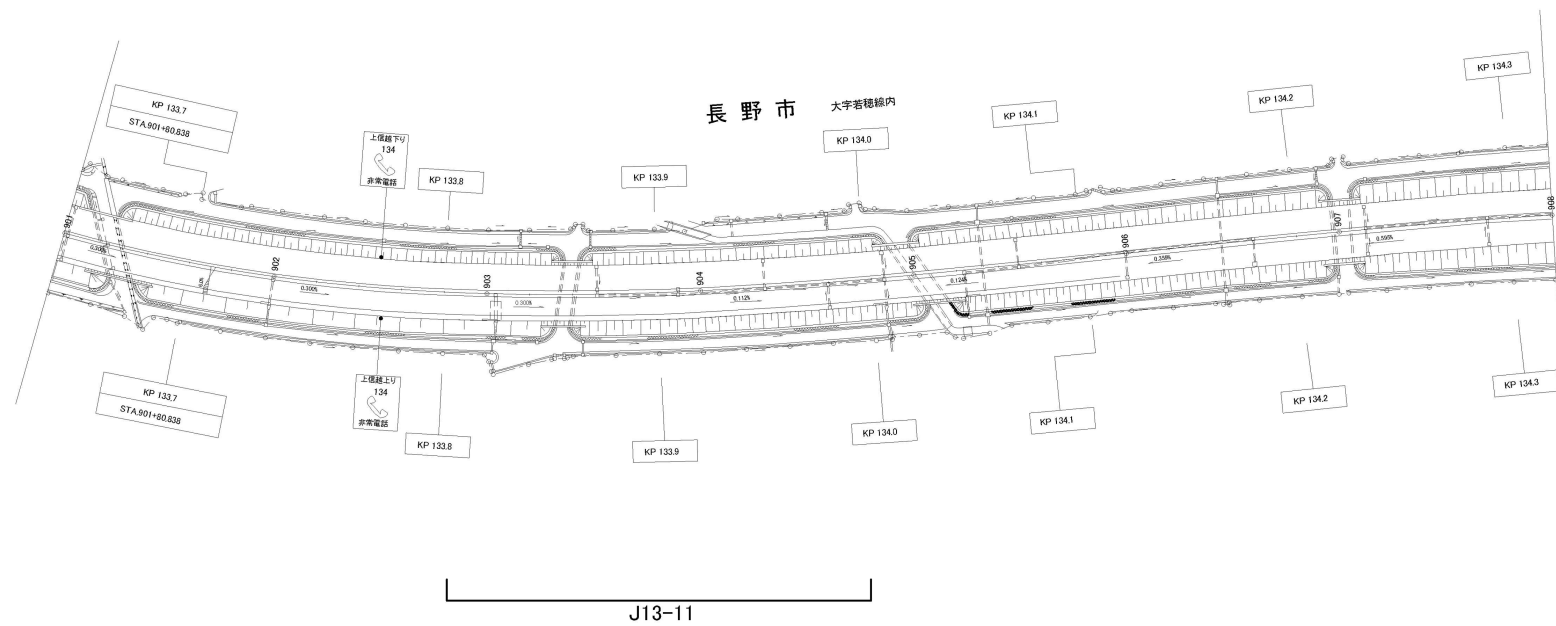 長野市 大字若穂線内
KP 133.7
STA.901+80.838
上信越下り
134
非常電話
KP 133.8
KP 133.9
KP 134.0
KP 134.1
KP 134.2
KP 134.3
901
902
903
904
905
906
907
908
0.300%
0.300%
0.300%
0.112%
0.124%
0.358%
0.595%
KP 133.7
STA.901+80.838
上信越上り
134
非常電話
KP 133.8
KP 133.9
KP 134.0
KP 134.1
KP 134.2
KP 134.3
J13-11